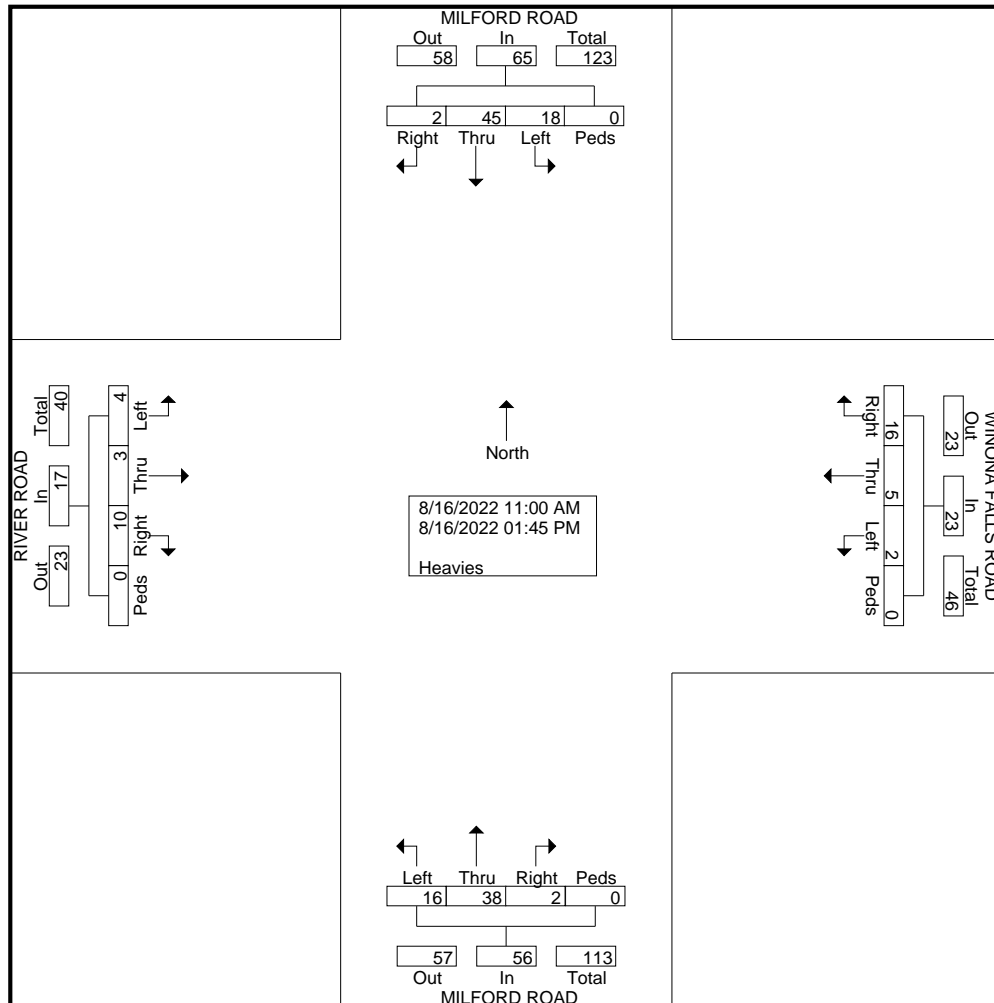 MILFORD ROAD
Out In Total
58 65 123
2 45 18 0
Right Thru Left Peds
RIVER ROAD
Total In Out
40 17 23
4 3 10 0
Left Thru Right Peds
North
8/16/2022 11:00 AM
8/16/2022 01:45 PM
Heavies
WINONA FALLS ROAD
Out In Total
23 23 46
16 5 2 0
Right Thru Left Peds
Left Thru Right Peds
16 38 2 0
57 56 113
Out In Total
MILFORD ROAD